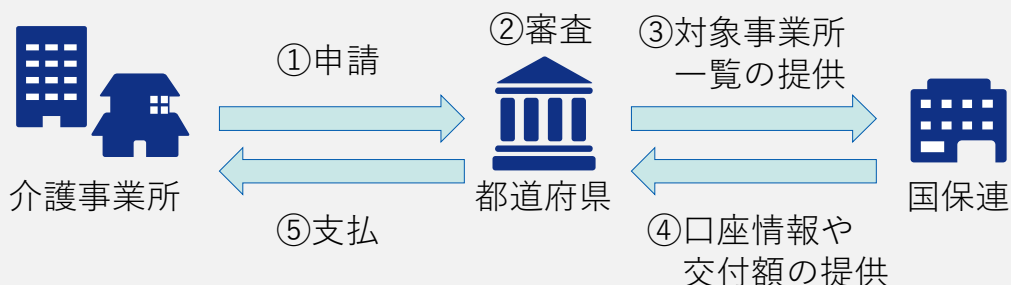 ①申請
②審査
③対象事業所
一覧の提供
介護事業所
都道府県
国保連
⑤支払
④口座情報や
交付額の提供